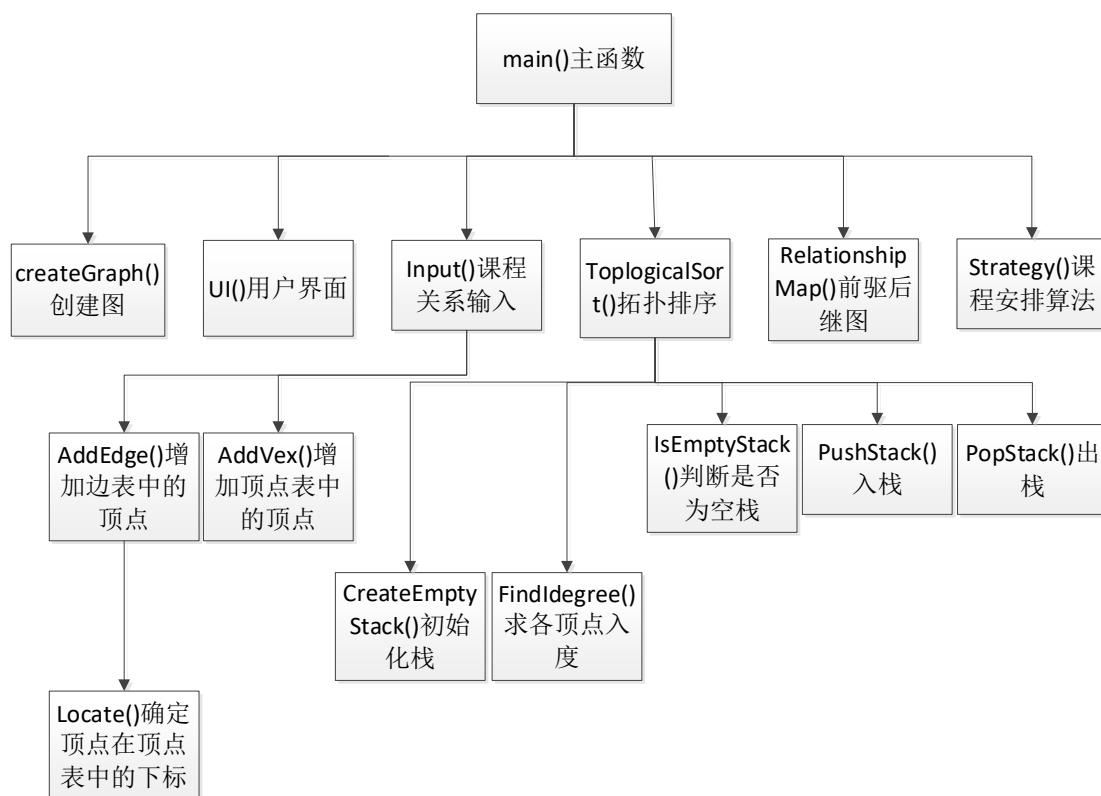 main()主函数
createGraph()
创建图
UI()用户界面
Input()课程
关系输入
ToplogicalSor
t()拓扑排序
Relationship
Map()前驱后
继图
Strategy()课
程安排算法
AddEdge()增
加边表中的
顶点
AddVex()增
加顶点表中
的顶点
IsEmptyStack
()判断是否
为空栈
PushStack()
入栈
PopStack()出
栈
CreateEmpty
Stack()初始
化栈
FindIdegree()
求各顶点入
度
Locate()确定
顶点在顶点
表中的下标